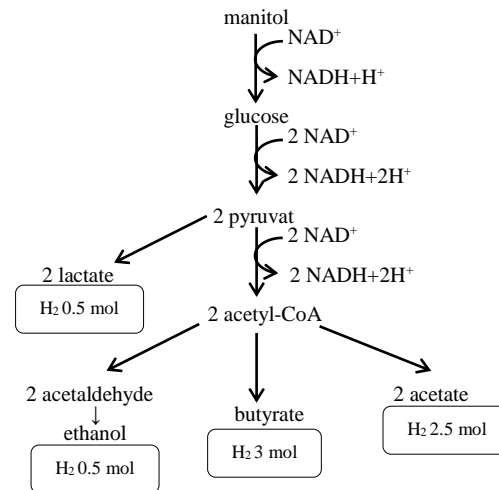 manitol
NAD⁺
NADH+H⁺
glucose
2 NAD⁺
2 NADH+2H⁺
2 pyruvat
2 NAD⁺
2 lactate
2 NADH+2H⁺
H₂ 0.5 mol
2 acetyl-CoA
2 acetaldehyde
2 acetate
↓
butyrate
ethanol
H₂ 2.5 mol
H₂ 3 mol
H₂ 0.5 mol